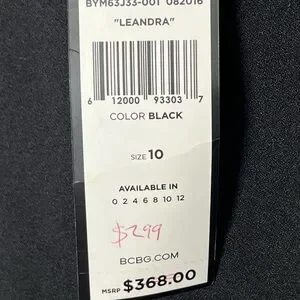 BYM63J33-001 082016
"LEANDRA"
6 12000 93303 7
COLOR BLACK
SIZE 10
AVAILABLE IN
0 2 4 6 8 10 12
$299
BCBG.COM
MSRP $368.00